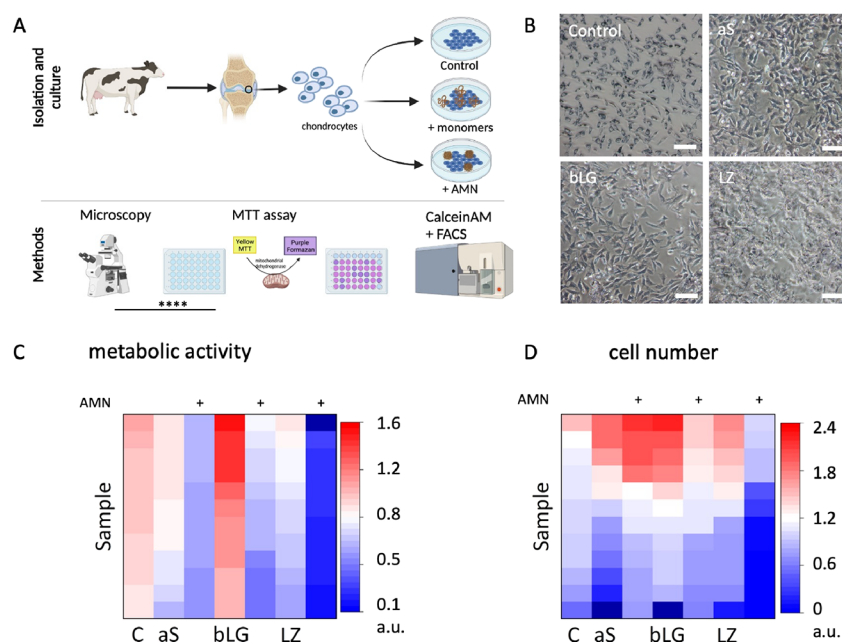 A
Isolation and
culture
chondrocytes
Control
+ monomers
+ AMN
Methods
Microscopy
MTT assay
CalceinAM
+ FACS
Yellow
MTT
Purple
Formazan
mitochondrial
dehydrogenase
****
B
Control
aS
bLG
LZ
C
metabolic activity
AMN
+
+
+
Sample
1.6
1.2
0.8
0.5
0.1
a.u.
C aS bLG LZ
D
cell number
AMN
+
+
+
Sample
2.4
1.8
1.2
0.6
0
a.u.
C aS bLG LZ